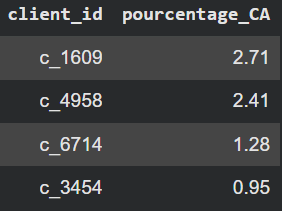 client_id pourcentage_CA
c_1609 2.71
c_4958 2.41
c_6714 1.28
c_3454 0.95